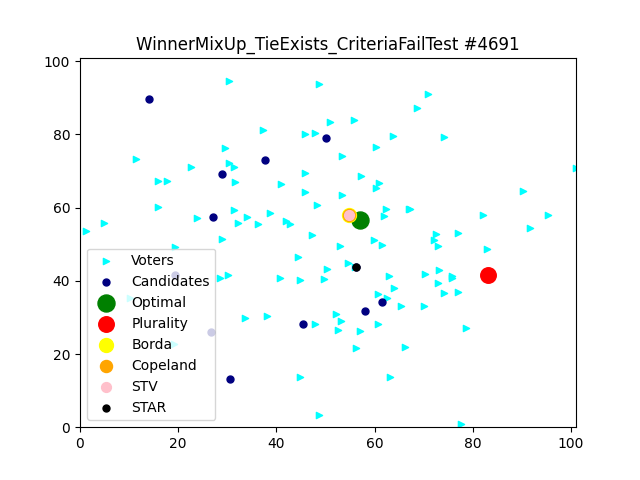 WinnerMixUp_TieExists_CriteriaFailTest #4691
100
80
60
40
20
0
Voters
Candidates
Optimal
Plurality
Borda
Copeland
STV
STAR
0 20 40 60 80 100